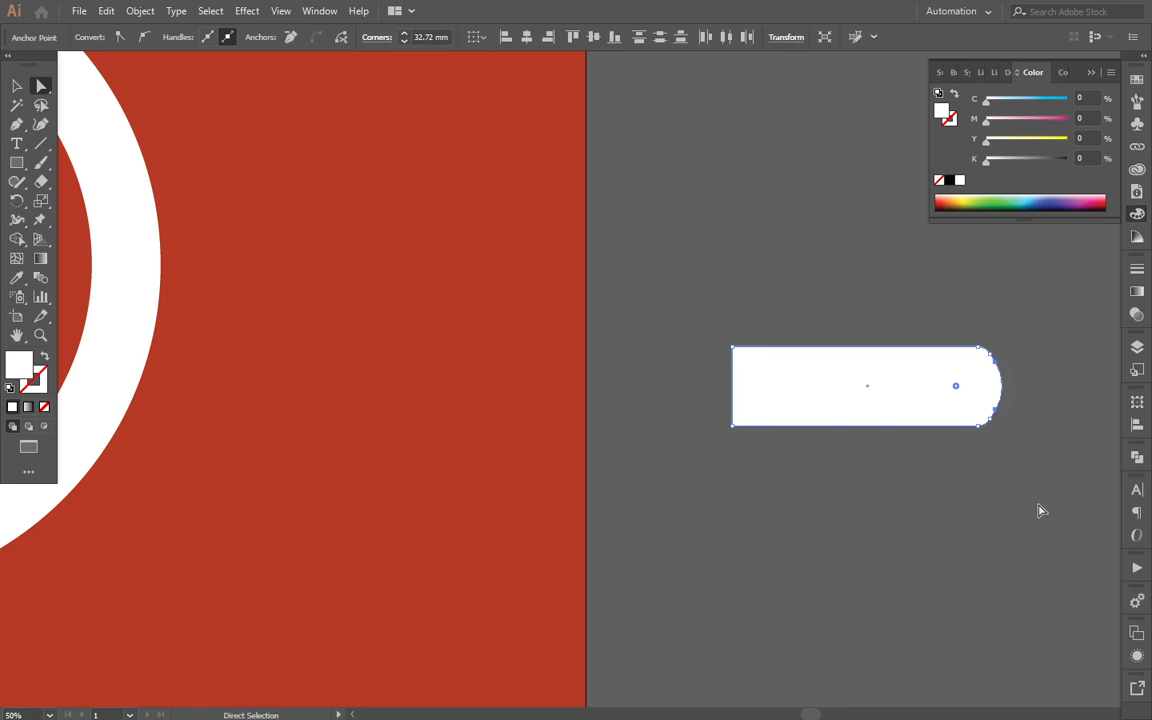 Ai File Edit Object Type Select Effect View Window Help Automation Search Adobe Stock
Anchor Point Convert: Handles: Anchors: Corners: 32.72 mm Transform
Color Co
C 0 %
M 0 %
Y 0 %
K 0 %
50% 1 Direct Selection